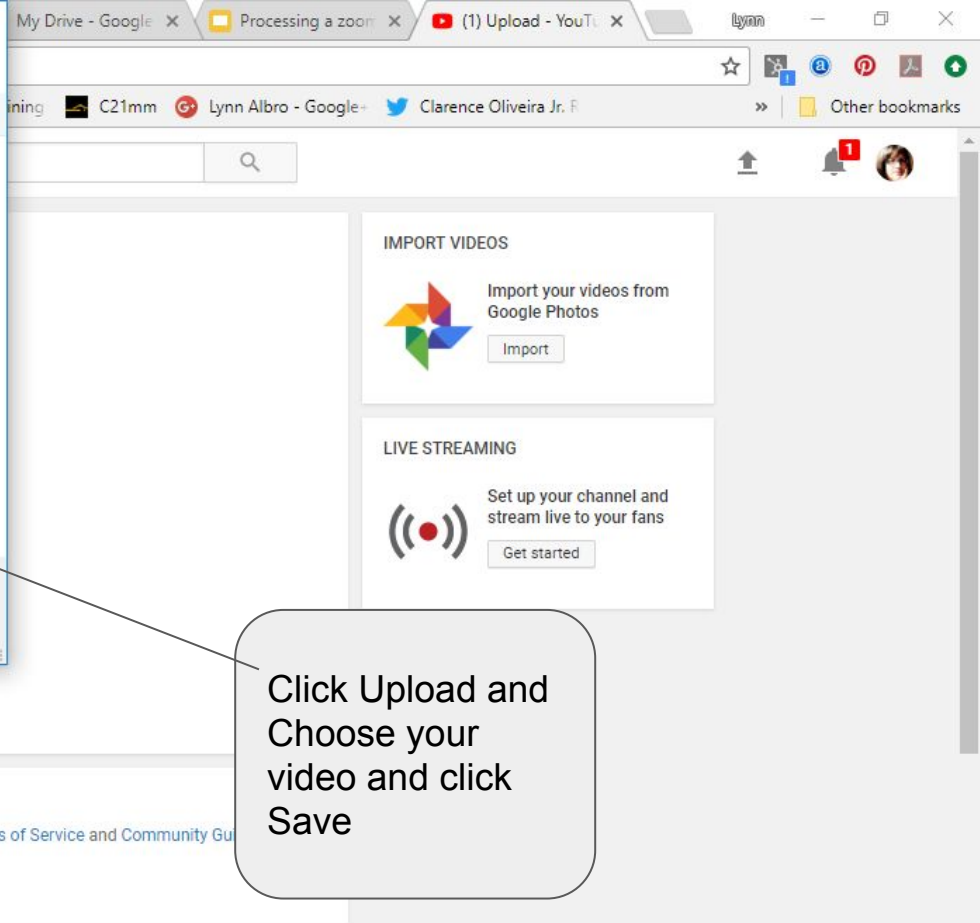 My Drive - Google
Processing a zoom
(1) Upload - YouTu
Lynn
C21mm
G+ Lynn Albro - Google+
Clarence Oliveira Jr.
»
Other bookmarks
1
IMPORT VIDEOS
Import your videos from
Google Photos
Import
LIVE STREAMING
Set up your channel and
stream live to your fans
Get started
Click Upload and
Choose your
video and click
Save
s of Service and Community Gui